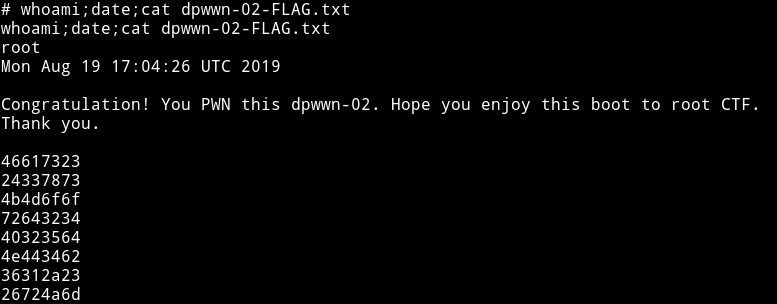 # whoami;date;cat dpwwn-02-FLAG.txt
whoami;date;cat dpwwn-02-FLAG.txt
root
Mon Aug 19 17:04:26 UTC 2019
Congratulation! You PWN this dpwwn-02. Hope you enjoy this boot to root CTF.
Thank you.
46617323
24337873
4b4d6f6f
72643234
40323564
4e443462
36312a23
26724a6d